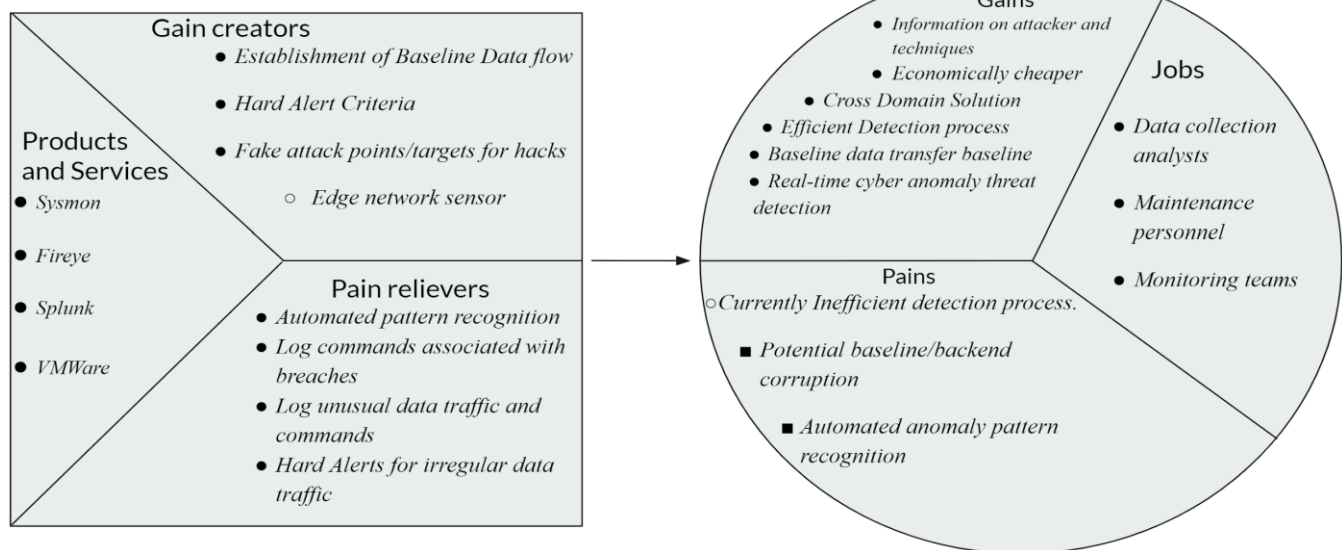 Gain creators
● Establishment of Baseline Data flow
● Hard Alert Criteria
● Fake attack points/targets for hacks
○ Edge network sensor
Products
and Services
● Sysmon
● Fireye
● Splunk
● VMWare
Pain relievers
● Automated pattern recognition
● Log commands associated with
breaches
● Log unusual data traffic and
commands
● Hard Alerts for irregular data
traffic
Gains
● Information on attacker and
techniques
● Economically cheaper
● Cross Domain Solution
● Efficient Detection process
● Baseline data transfer baseline
● Real-time cyber anomaly threat
detection
Jobs
● Data collection
analysts
● Maintenance
personnel
● Monitoring teams
Pains
○Currently Inefficient detection process.
■ Potential baseline/backend
corruption
■ Automated anomaly pattern
recognition